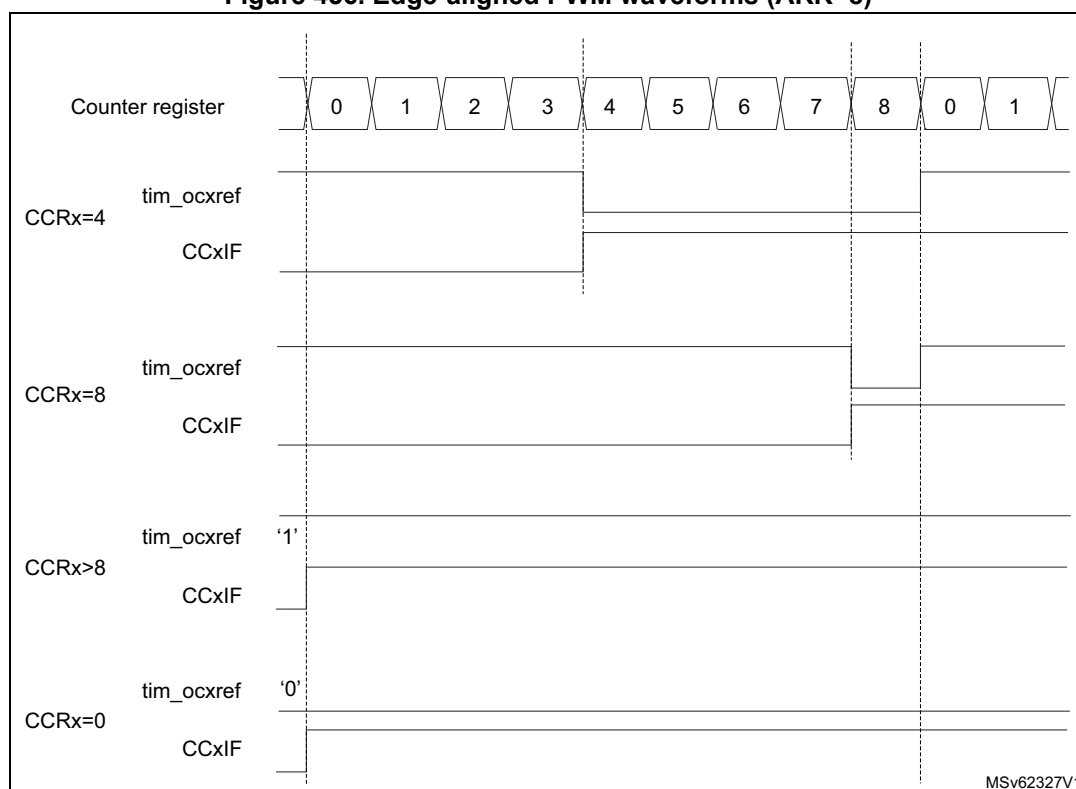 Counter register 0 1 2 3 4 5 6 7 8 0 1
tim_ocxref
CCRx=4
CCxIF
tim_ocxref
CCRx=8
CCxIF
tim_ocxref '1'
CCRx>8
CCxIF
tim_ocxref '0'
CCRx=0
CCxIF
MSv62327V1